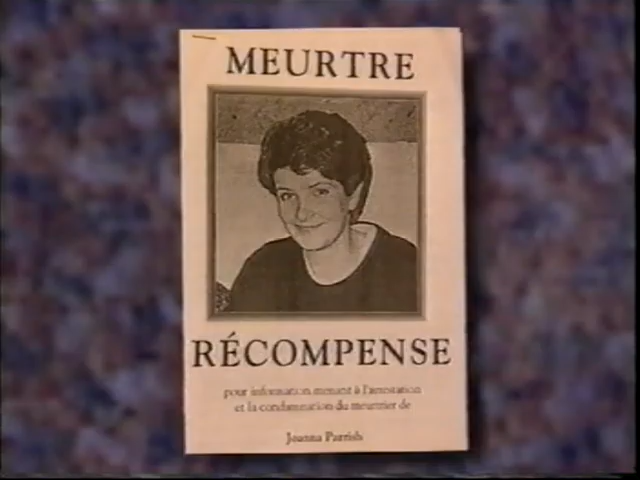 MEURTRE
RÉCOMPENSE
pour information menant à l'arrestation
et la condamnation du meurtrier de
Joanna Parrish